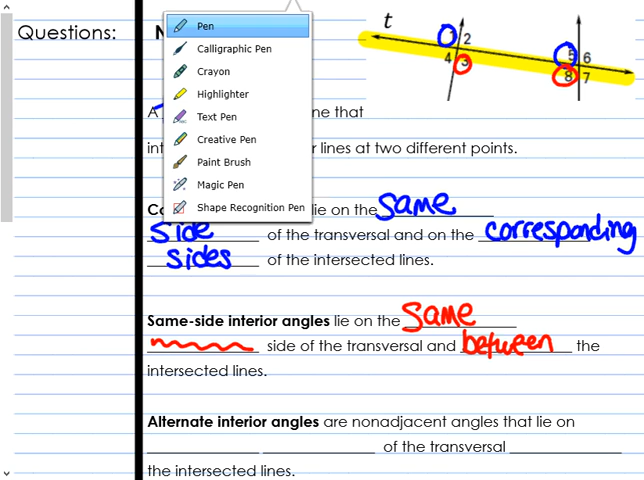 Questions:
N
Pen
Calligraphic Pen
Crayon
Highlighter
Text Pen
Creative Pen
Paint Brush
Magic Pen
Shape Recognition Pen
t
1 2
4 3
5 6
8 7
A ne that
int r lines at two different points.
Co lie on the same
side of the transversal and on the corresponding
sides of the intersected lines.
Same-side interior angles lie on the same
side of the transversal and between the
intersected lines.
Alternate interior angles are nonadjacent angles that lie on
of the transversal
the intersected lines.